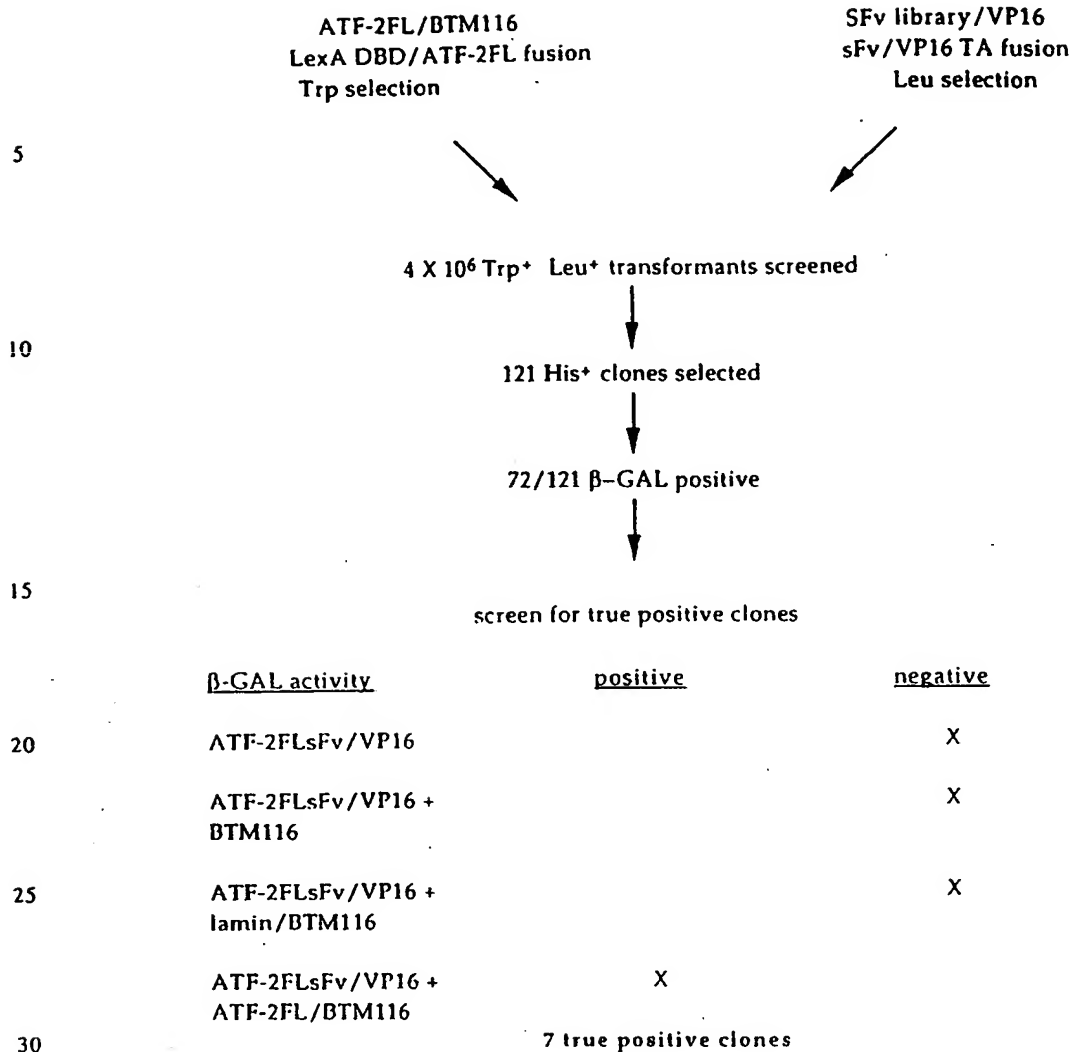 ATF-2FL/BTM116
LexA DBD/ATF-2FL fusion
Trp selection
SFv library/VP16
sFv/VP16 TA fusion
Leu selection
5
4 X 10⁶ Trp⁺ Leu⁺ transformants screened
10
121 His⁺ clones selected
72/121 β–GAL positive
15
screen for true positive clones
β-GAL activity positive negative
20 ATF-2FLsFv/VP16 X
ATF-2FLsFv/VP16 + X
BTM116
25 ATF-2FLsFv/VP16 + X
lamin/BTM116
ATF-2FLsFv/VP16 + X
ATF-2FL/BTM116
30 7 true positive clones